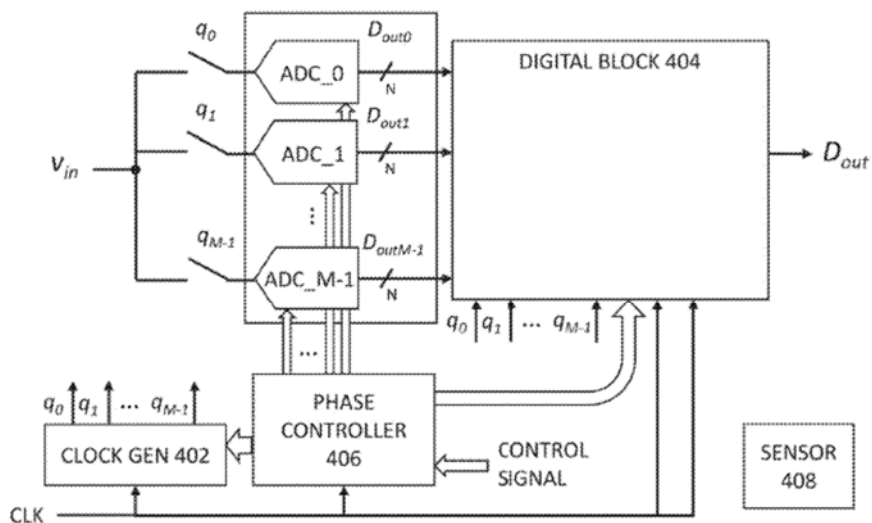 q0
Dout0
ADC_0
N
DIGITAL BLOCK 404
q1
Dout1
ADC_1
N
vin
Dout
...
qM-1
DoutM-1
ADC_M-1
N
q0 q1 ... qM-1
...
q0 q1 ... qM-1
PHASE
CONTROLLER
406
CLOCK GEN 402
CONTROL
SIGNAL
SENSOR
408
CLK